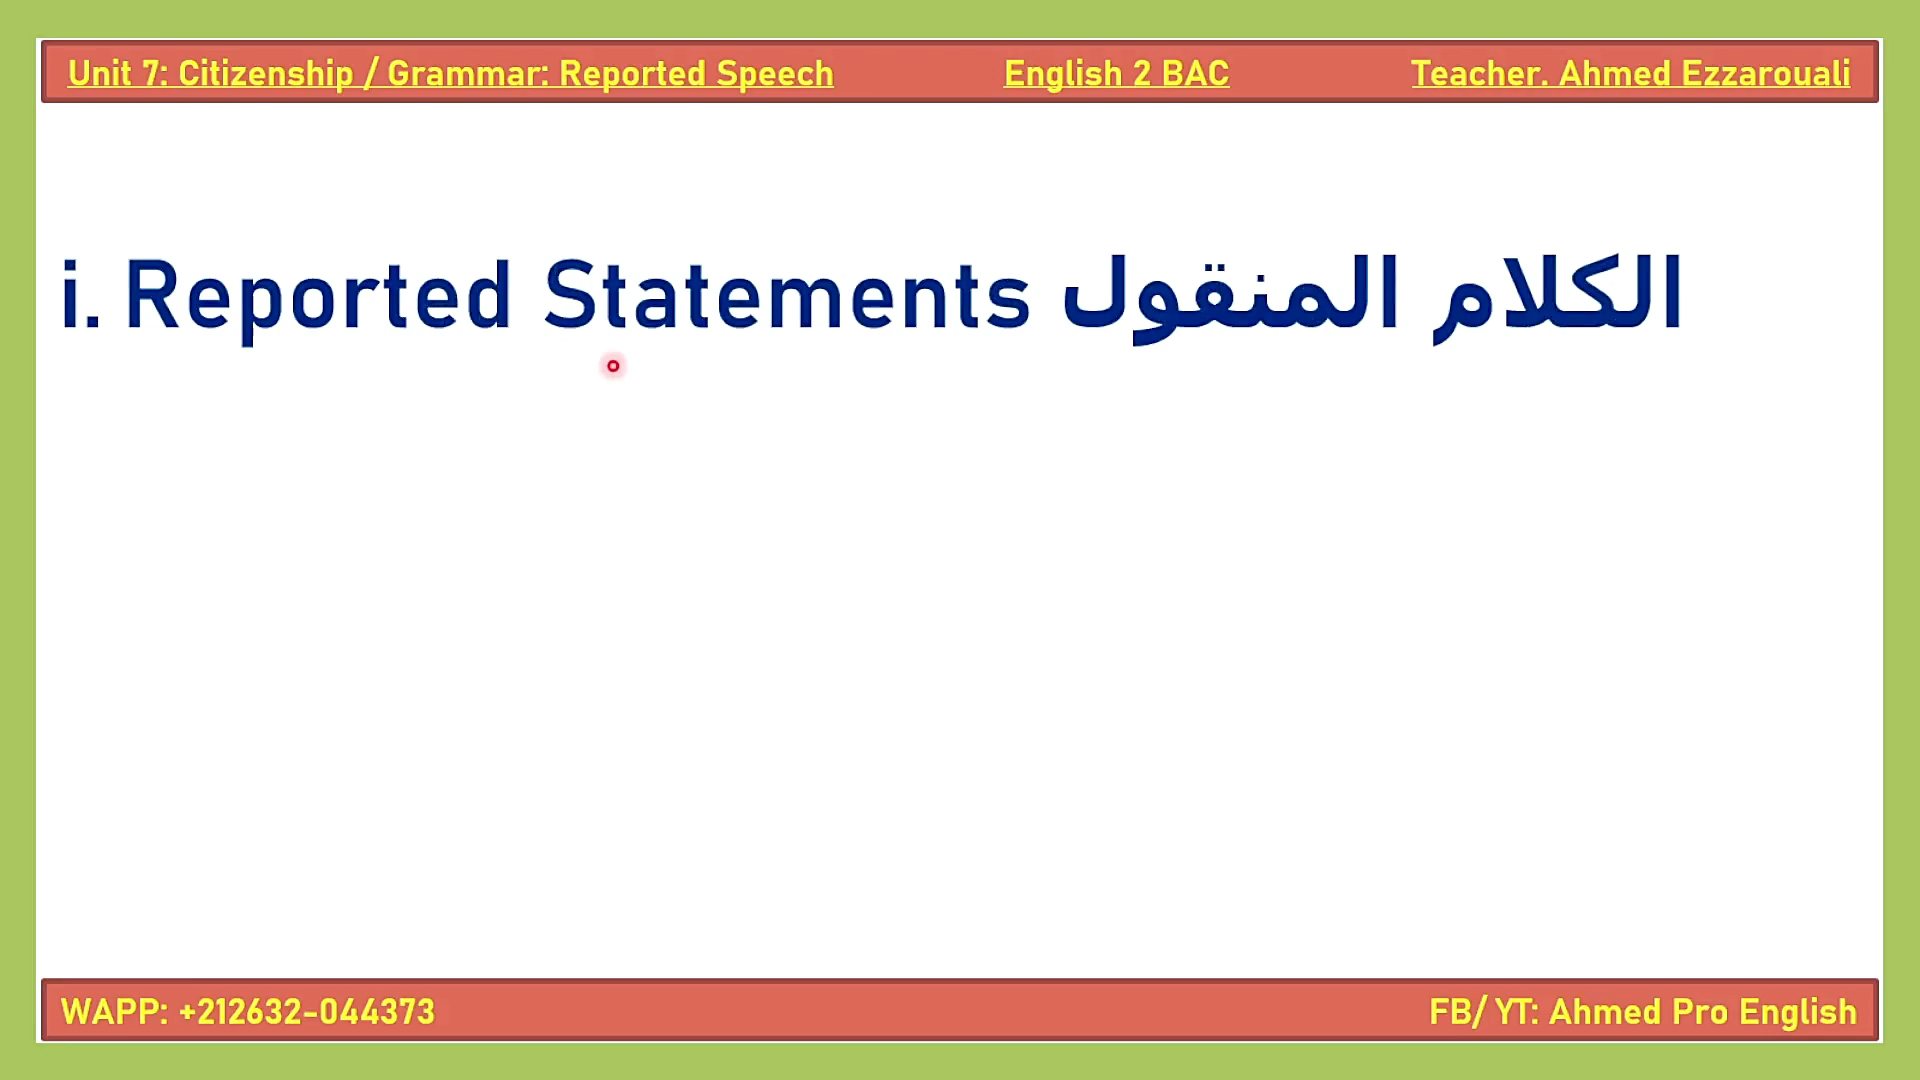 Unit 7: Citizenship / Grammar: Reported Speech English 2 BAC Teacher. Ahmed Ezzarouali
i. Reported Statements الكلام المنقول
WAPP: +212632-044373 FB/ YT: Ahmed Pro English